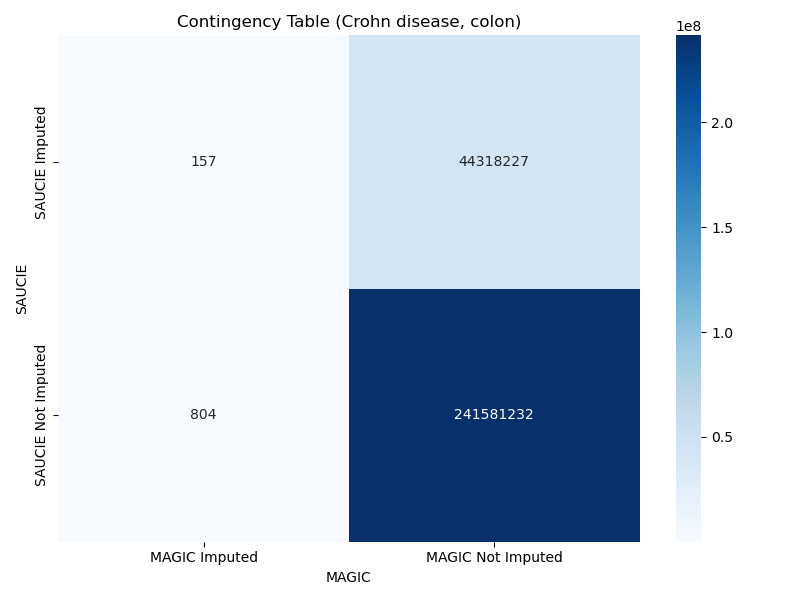 Contingency Table (Crohn disease, colon)
1e8
SAUCIE
SAUCIE Imputed
157
44318227
SAUCIE Not Imputed
804
241581232
MAGIC Imputed
MAGIC Not Imputed
MAGIC
2.0
1.5
1.0
0.5